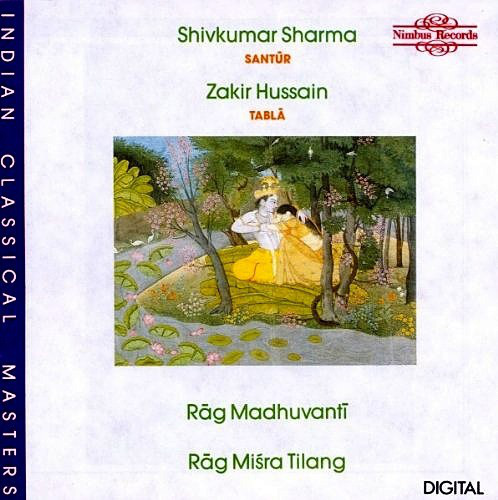 INDIAN CLASSICAL MASTERS
Shivkumar Sharma
SANTŪR
Nimbus Records
Zakir Hussain
TABLĀ
Rāg Madhuvantī
Rāg Miśra Tilang
DIGITAL